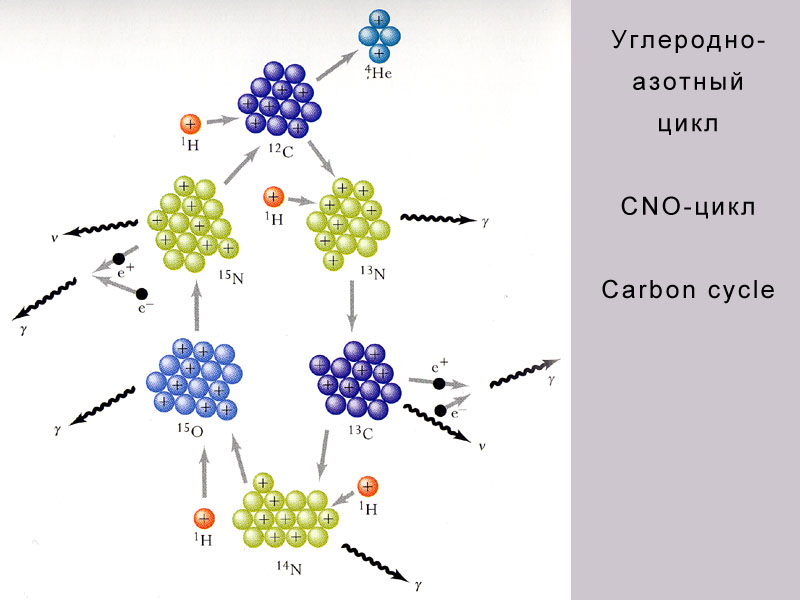 Углеродно-
азотный
цикл
CNO-цикл
Carbon cycle
⁴He
¹H
¹²C
¹H
γ
ν
e⁺
¹⁵N
¹³N
e⁻
γ
e⁺
γ
e⁻
γ
¹⁵O
¹³C
ν
¹H
¹H
¹⁴N
γ